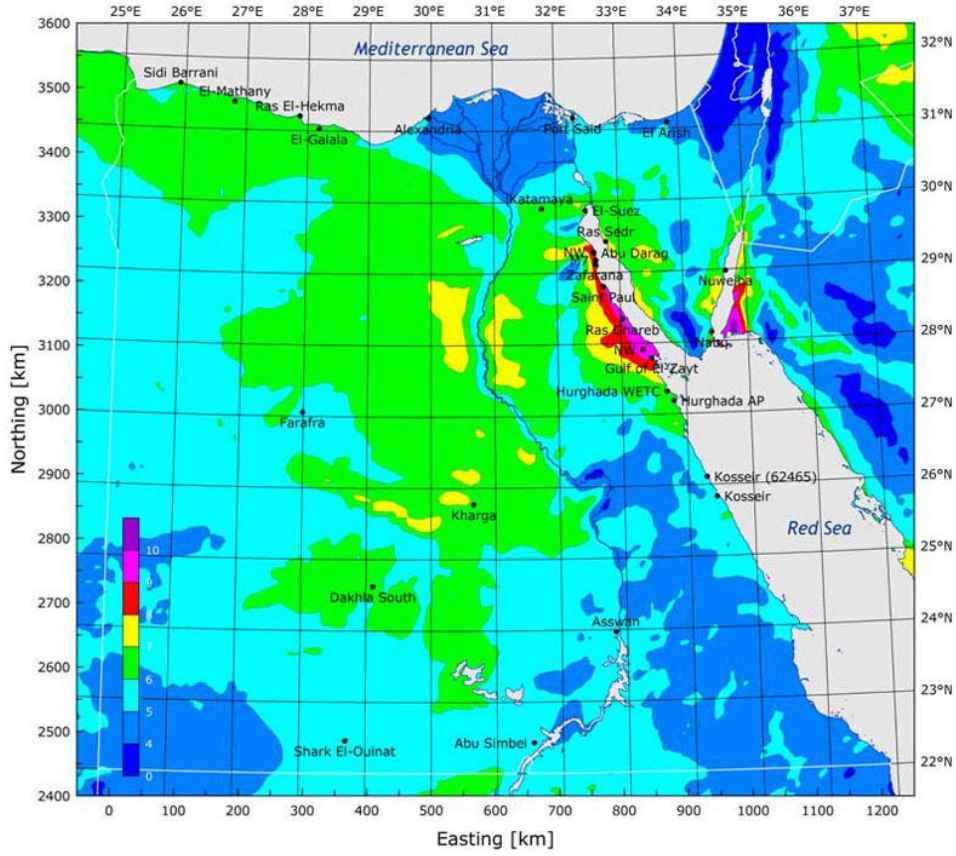 25°E 26°E 27°E 28°E 29°E 30°E 31°E 32°E 33°E 34°E 35°E 36°E 37°E
3600
32°N
Mediterranean Sea
Sidi Barrani
3500
El-Mathany
Ras El-Hekma
31°N
El-Galala
Alexandria
Port Said
El Arish
3400
30°N
Katamaya
3300
El-Suez
Ras Sedr
NW
Abu Darag
29°N
Zafarana
Nuweiba
3200
Saint Paul
Ras Ghareb
28°N
Nabq
3100
NW
Gulf of El-Zayt
Hurghada WETC
Hurghada AP
27°N
3000
Farafra
Northing [km]
26°N
Kosseir (62465)
2900
Kosseir
Kharga
Red Sea
2800
25°N
10
9
2700
Dakhla South
8
24°N
Asswan
7
2600
6
23°N
5
2500
Shark El-Ouinat
Abu Simbel
4
22°N
0
2400
0 100 200 300 400 500 600 700 800 900 1000 1100 1200
Easting [km]